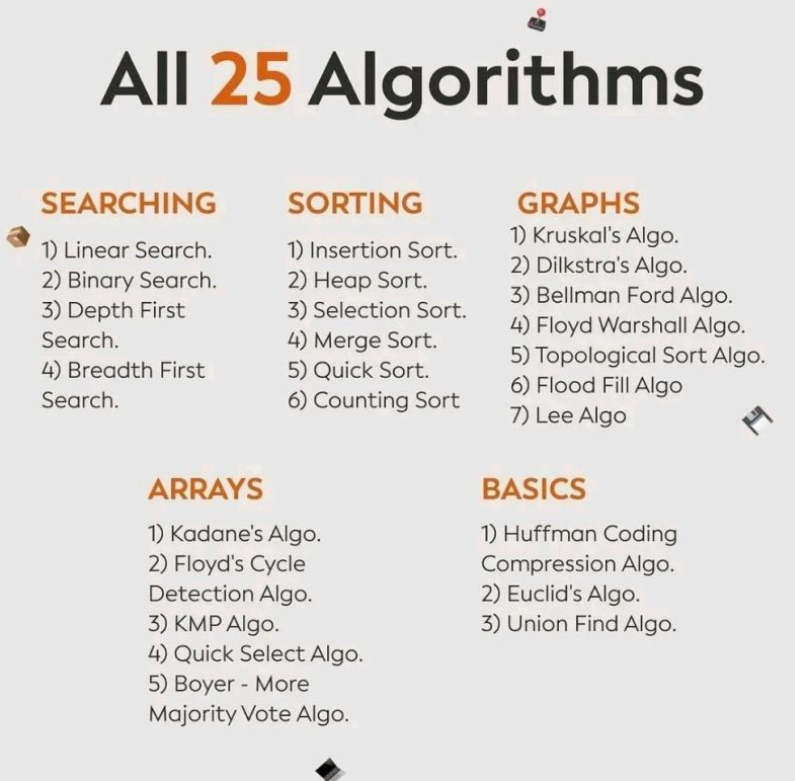 All 25 Algorithms
SEARCHING
1) Linear Search.
2) Binary Search.
3) Depth First
Search.
4) Breadth First
Search.
SORTING
1) Insertion Sort.
2) Heap Sort.
3) Selection Sort.
4) Merge Sort.
5) Quick Sort.
6) Counting Sort
GRAPHS
1) Kruskal's Algo.
2) Dilkstra's Algo.
3) Bellman Ford Algo.
4) Floyd Warshall Algo.
5) Topological Sort Algo.
6) Flood Fill Algo
7) Lee Algo
ARRAYS
1) Kadane's Algo.
2) Floyd's Cycle
Detection Algo.
3) KMP Algo.
4) Quick Select Algo.
5) Boyer - More
Majority Vote Algo.
BASICS
1) Huffman Coding
Compression Algo.
2) Euclid's Algo.
3) Union Find Algo.